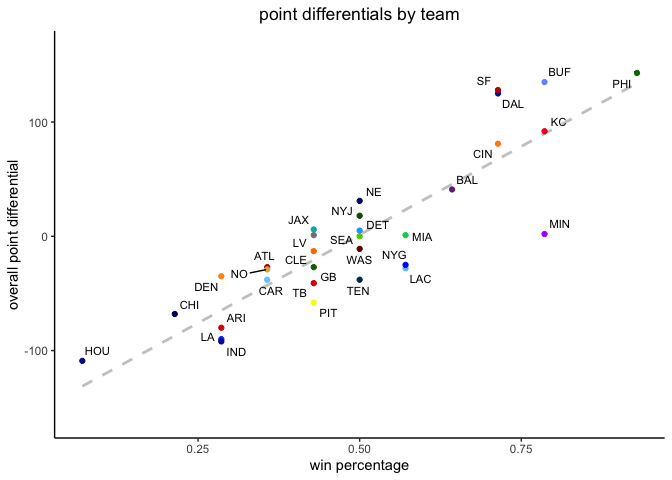 point differentials by team
overall point differential
100
0
-100
SF
BUF
PHI
DAL
KC
CIN
BAL
NE
NYJ
JAX
DET
MIN
SEA
MIA
LV
WAS
NYG
ATL
CLE
NO
GB
LAC
DEN
CAR
TB
TEN
CHI
PIT
ARI
LA
IND
HOU
0.25
0.50
0.75
win percentage